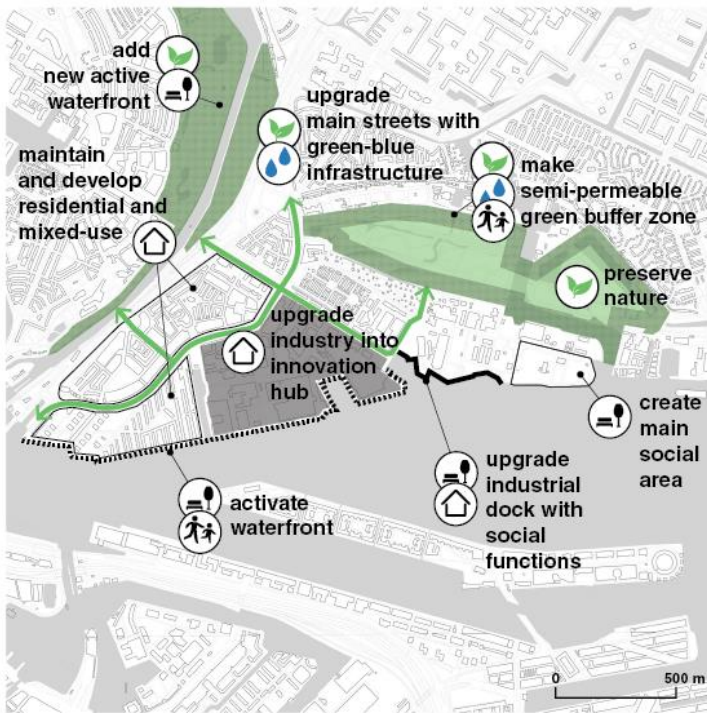 add
new active
waterfront
upgrade
main streets with
green-blue
infrastructure
make
semi-permeable
green buffer zone
maintain
and develop
residential and
mixed-use
preserve
nature
upgrade
industry into
innovation
hub
create
main
social
area
upgrade
industrial
dock with
social
functions
activate
waterfront
0 500 m